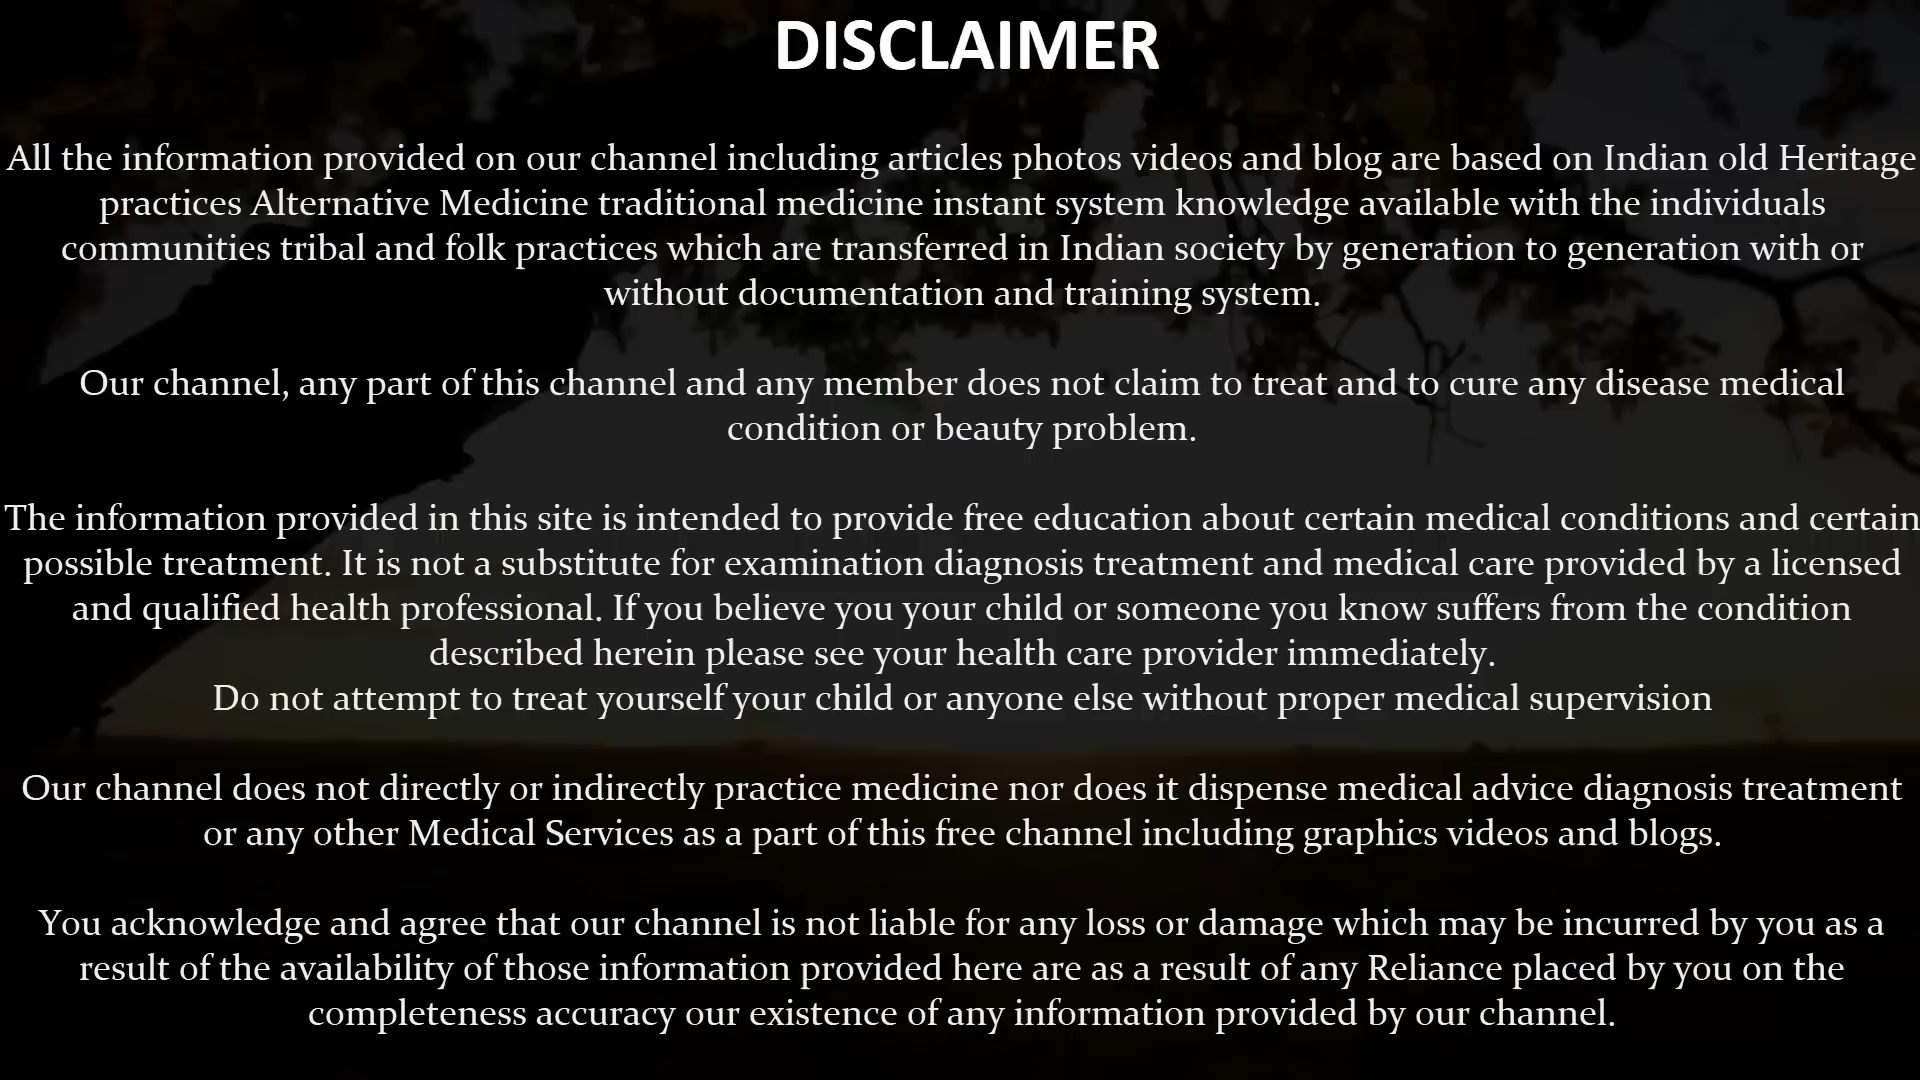 DISCLAIMER
All the information provided on our channel including articles photos videos and blog are based on Indian old Heritage
practices Alternative Medicine traditional medicine instant system knowledge available with the individuals
communities tribal and folk practices which are transferred in Indian society by generation to generation with or
without documentation and training system.
Our channel, any part of this channel and any member does not claim to treat and to cure any disease medical
condition or beauty problem.
The information provided in this site is intended to provide free education about certain medical conditions and certain
possible treatment. It is not a substitute for examination diagnosis treatment and medical care provided by a licensed
and qualified health professional. If you believe you your child or someone you know suffers from the condition
described herein please see your health care provider immediately.
Do not attempt to treat yourself your child or anyone else without proper medical supervision
Our channel does not directly or indirectly practice medicine nor does it dispense medical advice diagnosis treatment
or any other Medical Services as a part of this free channel including graphics videos and blogs.
You acknowledge and agree that our channel is not liable for any loss or damage which may be incurred by you as a
result of the availability of those information provided here are as a result of any Reliance placed by you on the
completeness accuracy our existence of any information provided by our channel.